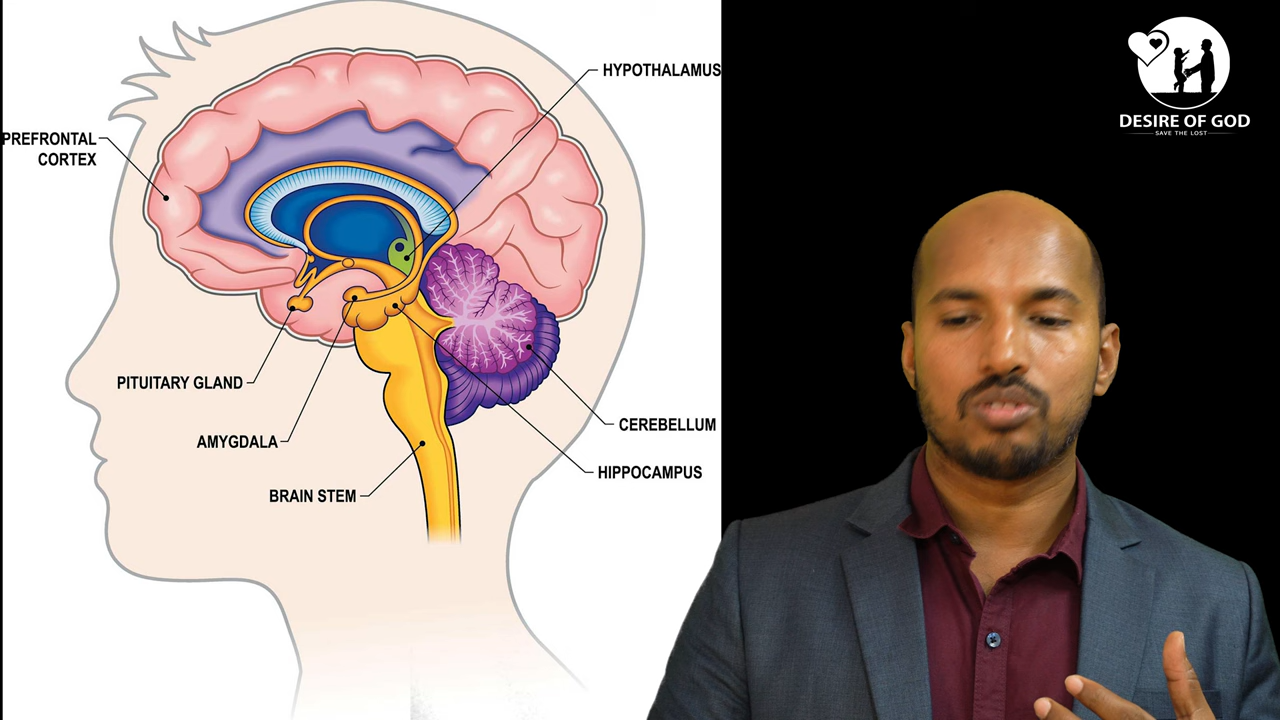 HYPOTHALAMUS
PREFRONTAL
CORTEX
PITUITARY GLAND
AMYGDALA
BRAIN STEM
CEREBELLUM
HIPPOCAMPUS
DESIRE OF GOD
SAVE THE LOST